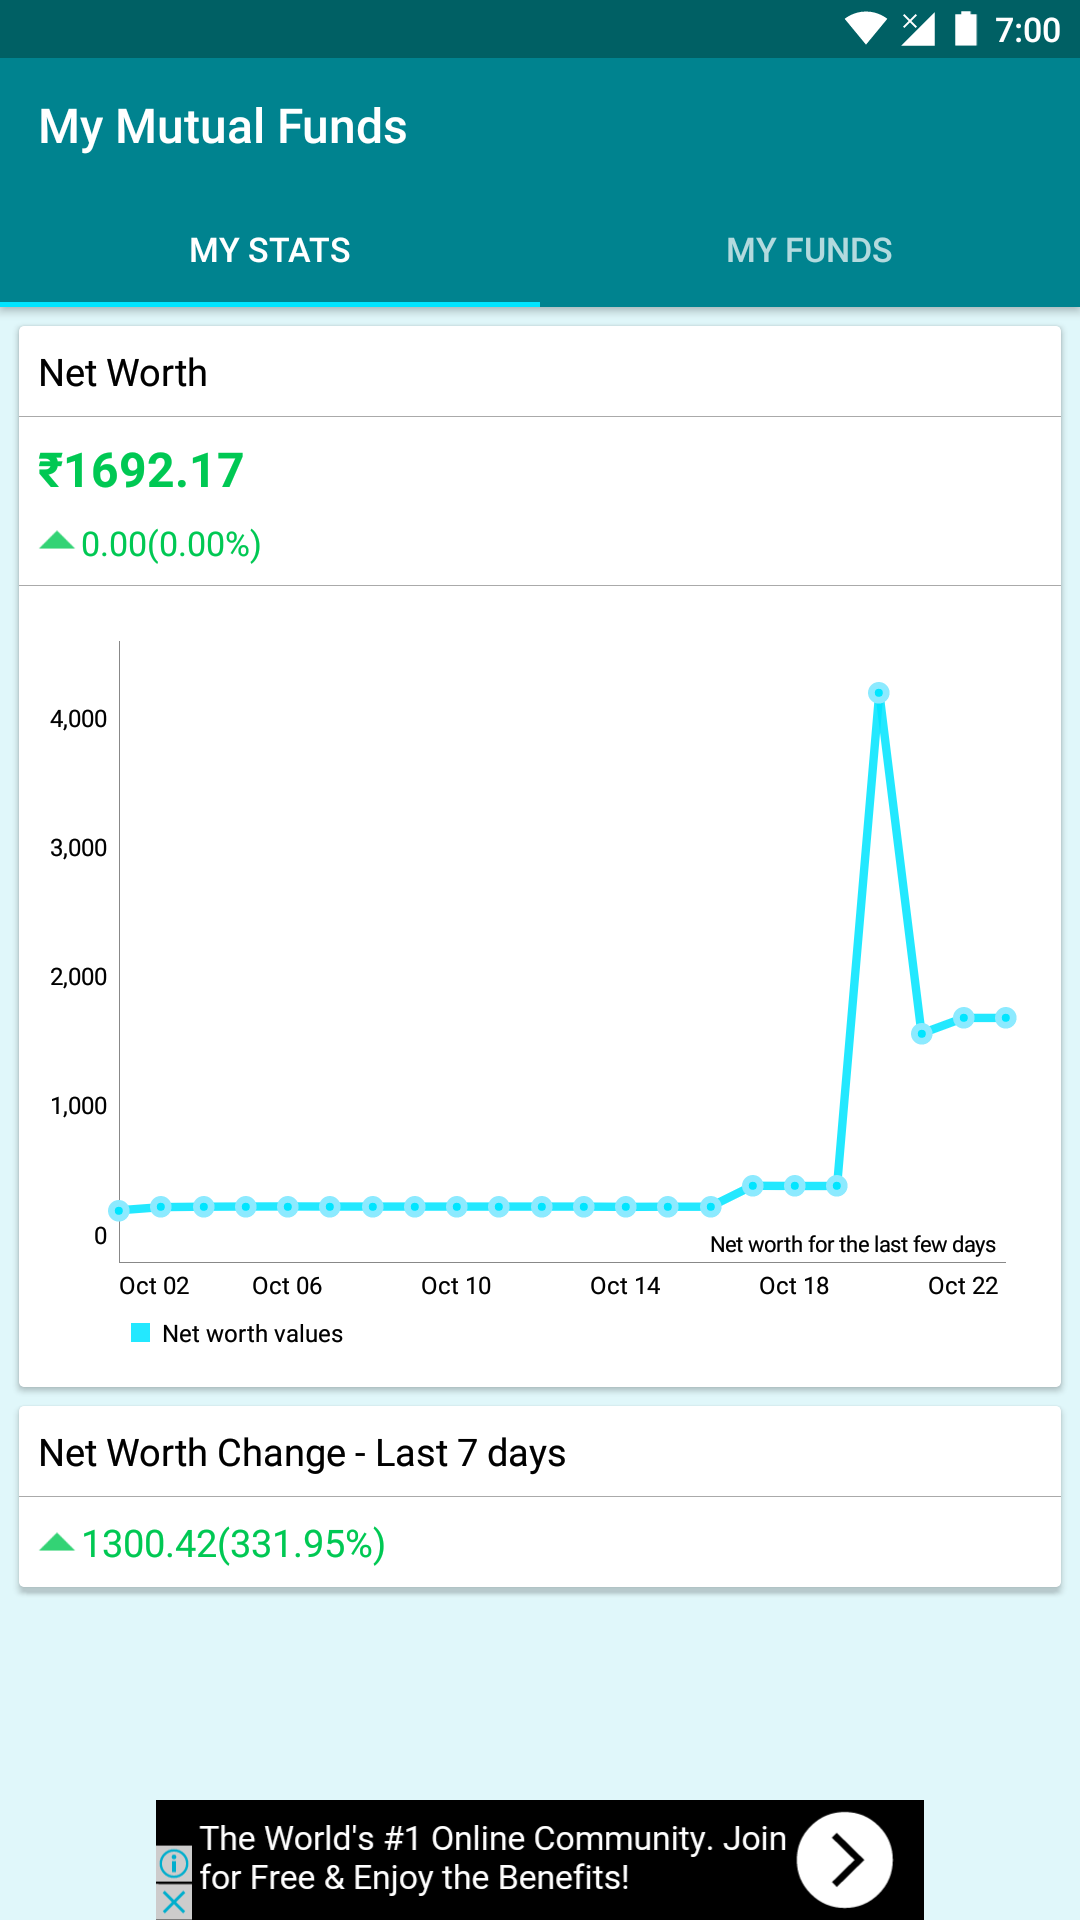 7:00
My Mutual Funds
MY STATS
MY FUNDS
Net Worth
₹1692.17
0.00(0.00%)
4,000
3,000
2,000
1,000
0
Net worth for the last few days
Oct 02 Oct 06 Oct 10 Oct 14 Oct 18 Oct 22
Net worth values
Net Worth Change - Last 7 days
1300.42(331.95%)
The World's #1 Online Community. Join
for Free & Enjoy the Benefits!